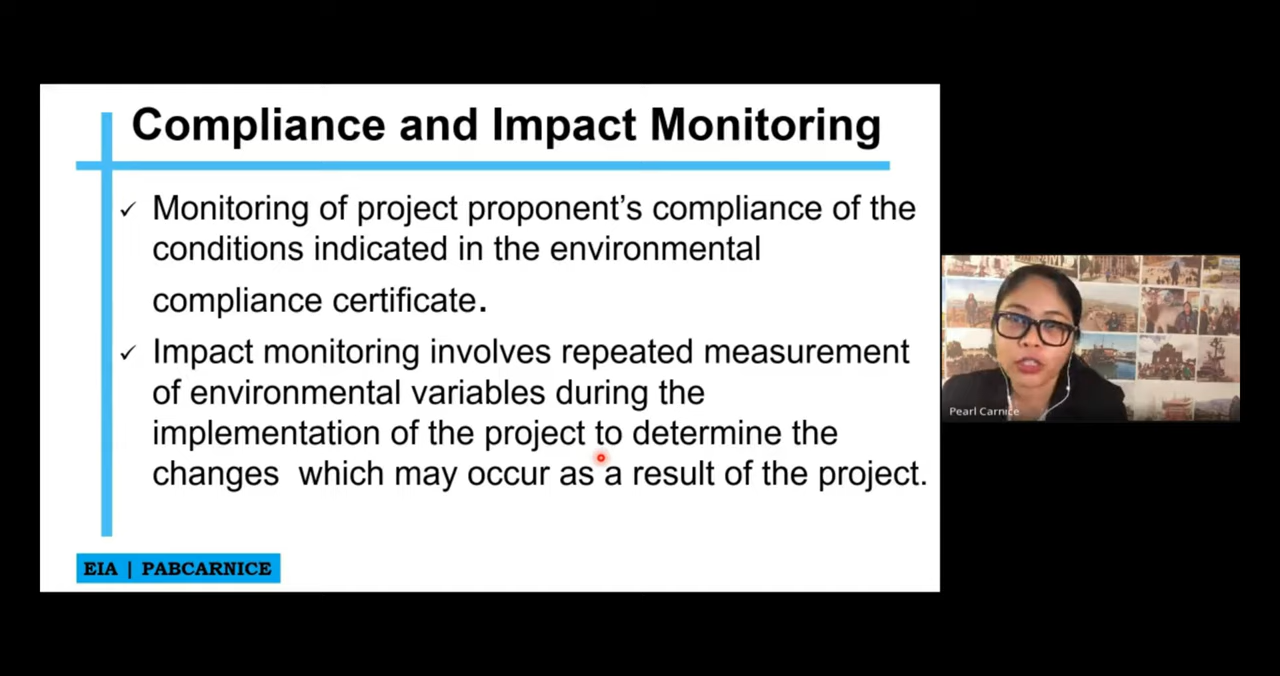 Compliance and Impact Monitoring
✓ Monitoring of project proponent's compliance of the
conditions indicated in the environmental
compliance certificate.
✓ Impact monitoring involves repeated measurement
of environmental variables during the
implementation of the project to determine the
changes which may occur as a result of the project.
EIA | PABCARNICE
Pearl Carnice